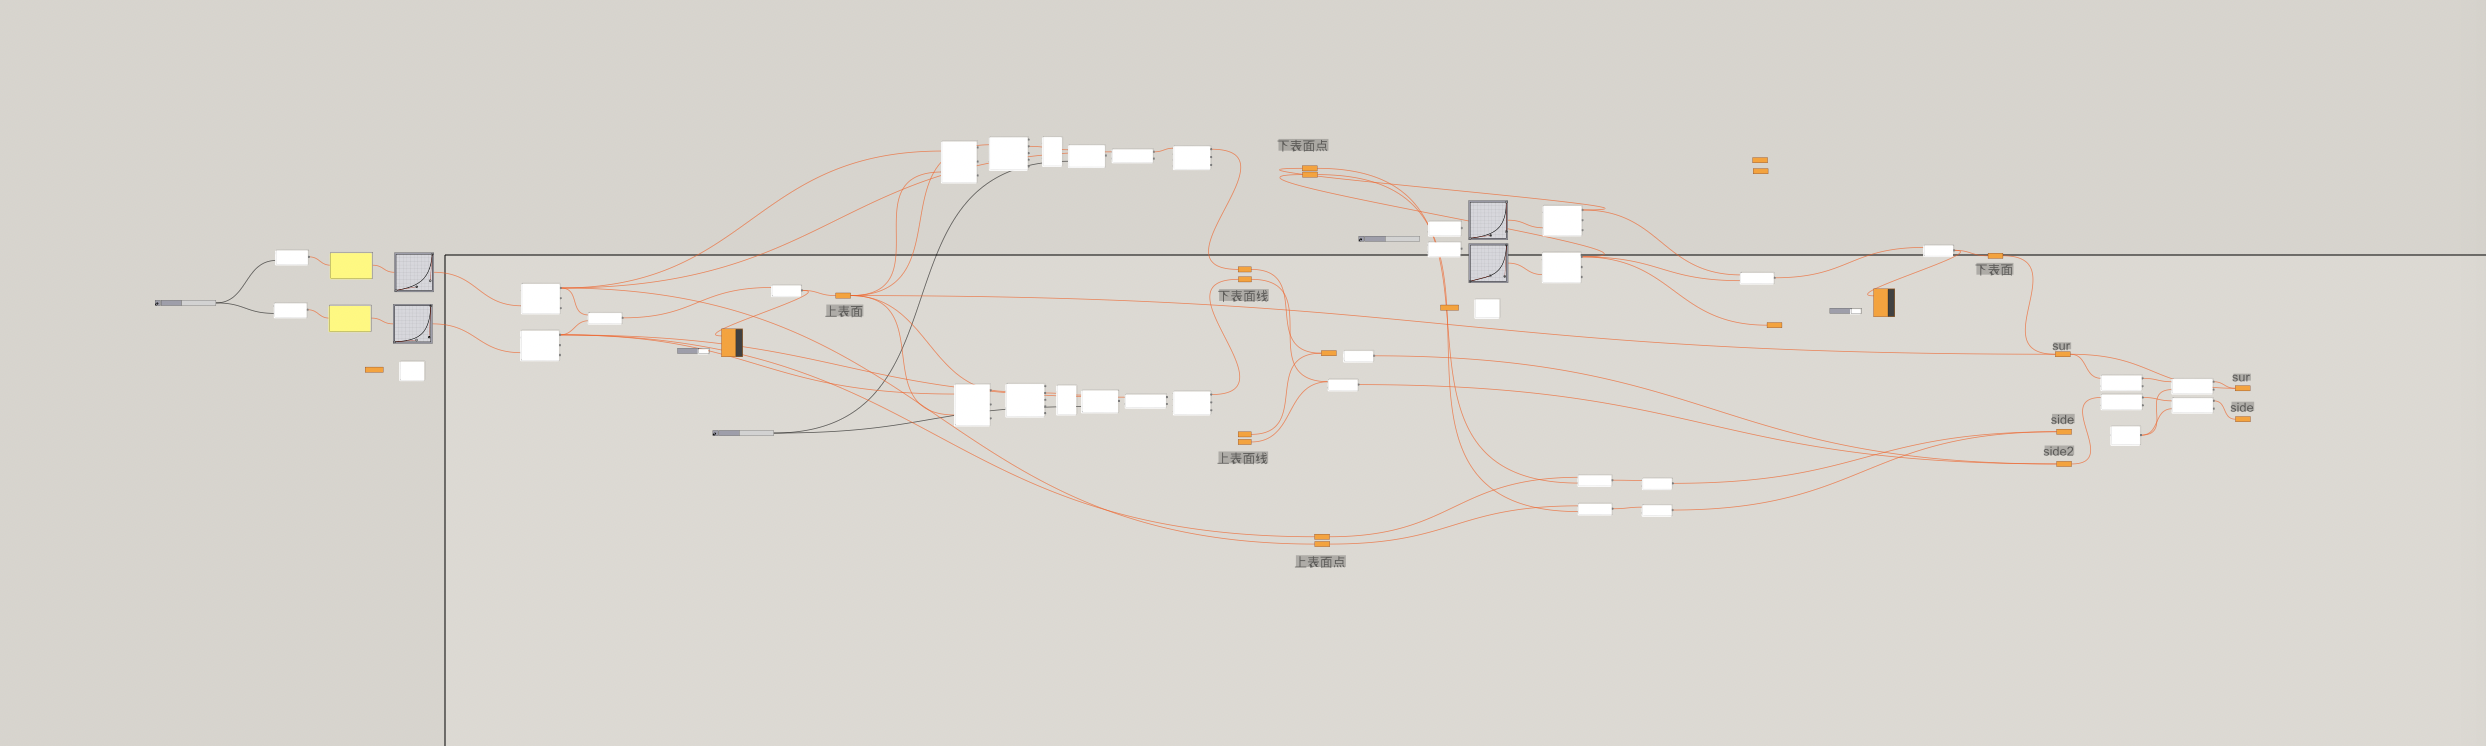 下表面点
下表面
下表面线
上表面
sur
sur
side
side
side2
上表面线
上表面点